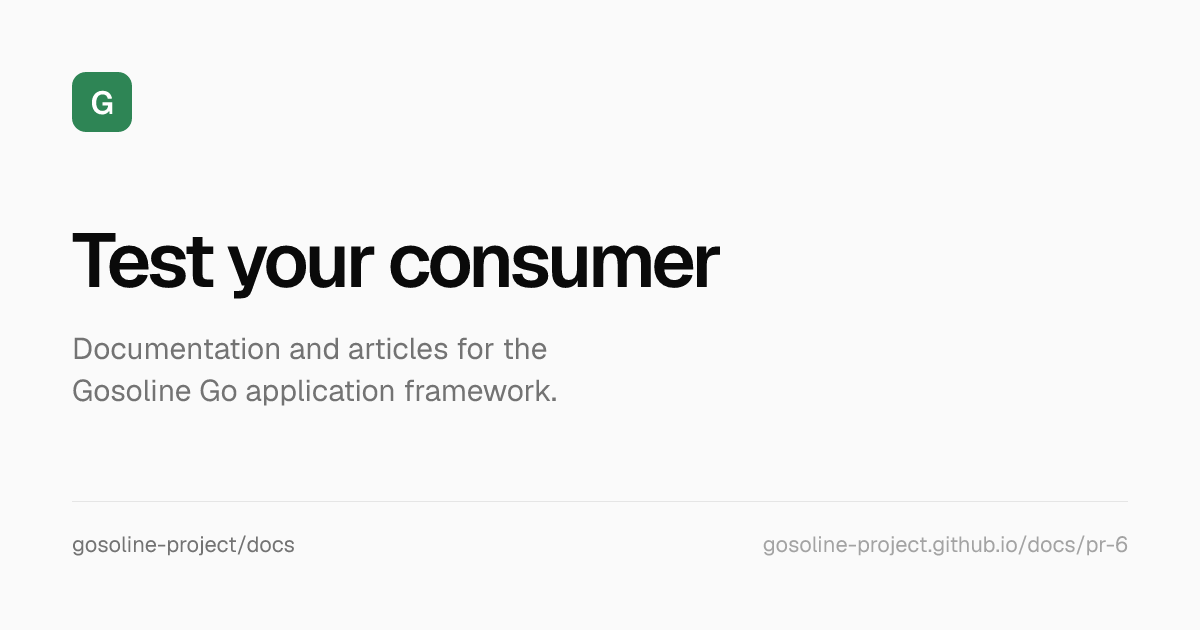 G
Test your consumer
Documentation and articles for the
Gosoline Go application framework.
gosoline-project/docs
gosoline-project.github.io/docs/pr-6